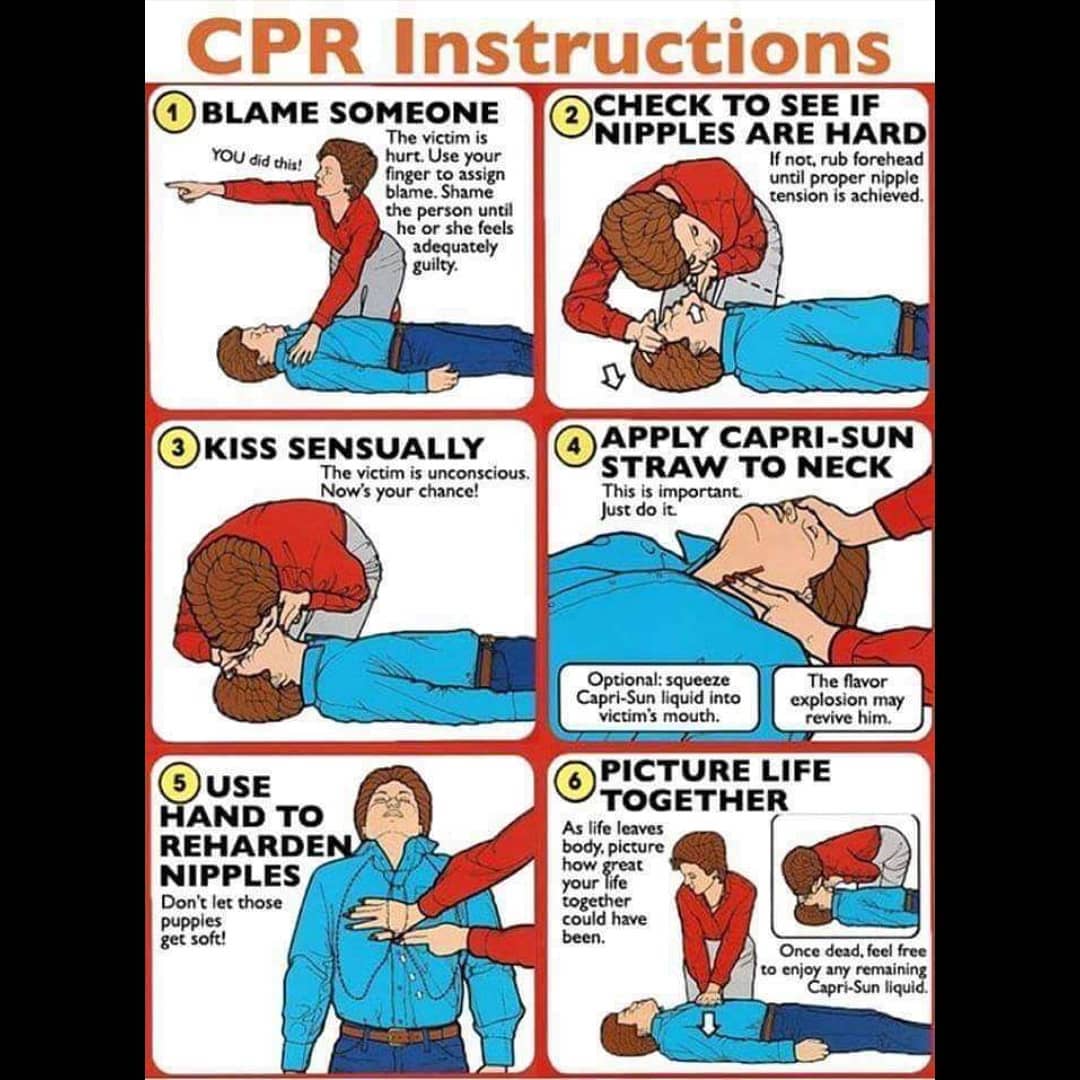 CPR Instructions
1 BLAME SOMEONE
The victim is
hurt. Use your
finger to assign
blame. Shame
the person until
he or she feels
adequately
guilty.
YOU did this!
2 CHECK TO SEE IF
NIPPLES ARE HARD
If not, rub forehead
until proper nipple
tension is achieved.
3 KISS SENSUALLY
The victim is unconscious.
Now's your chance!
4 APPLY CAPRI-SUN
STRAW TO NECK
This is important.
Just do it.
Optional: squeeze
Capri-Sun liquid into
victim's mouth.
The flavor
explosion may
revive him.
5 USE
HAND TO
REHARDEN
NIPPLES
Don't let those
puppies
get soft!
6 PICTURE LIFE
TOGETHER
As life leaves
body, picture
how great
your life
together
could have
been.
Once dead, feel free
to enjoy any remaining
Capri-Sun liquid.